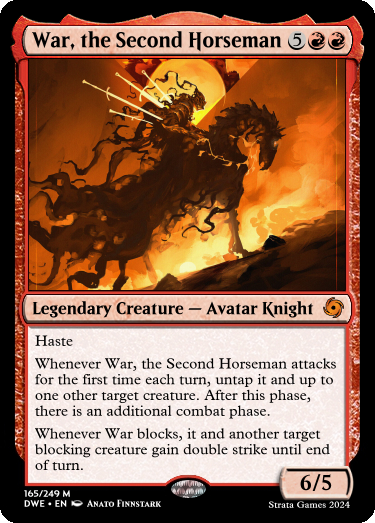 War, the Second Horseman 5
Legendary Creature — Avatar Knight
Haste
Whenever War, the Second Horseman attacks
for the first time each turn, untap it and up to
one other target creature. After this phase,
there is an additional combat phase.
Whenever War blocks, it and another target
blocking creature gain double strike until end
of turn.
6/5
165/249 M
DWE • EN Anato Finnstark
Strata Games 2024